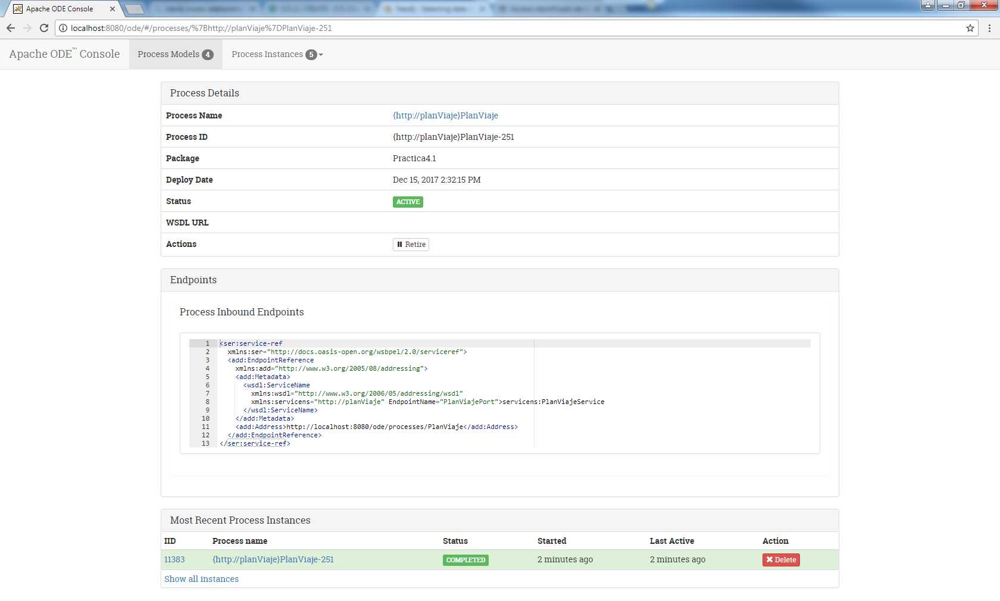 Apache ODE Console
localhost:8080/ode/#/processes/%7Bhttp://planViaje%7DPlanViaje-251
Apache ODE™ Console
Process Models 4
Process Instances 5
Process Details
Process Name {http://planViaje}PlanViaje
Process ID {http://planViaje}PlanViaje-251
Package Practica4.1
Deploy Date Dec 15, 2017 2:32:15 PM
Status ACTIVE
WSDL URL
Actions Retire
Endpoints
Process Inbound Endpoints
1 <ser:service-ref
2 xmlns:ser="http://docs.oasis-open.org/wsbpel/2.0/serviceref">
3 <add:EndpointReference
4 xmlns:add="http://www.w3.org/2005/08/addressing">
5 <add:Metadata>
6 <wsdl:ServiceName
7 xmlns:wsdl="http://www.w3.org/2006/05/addressing/wsdl"
8 xmlns:servicens="http://planViaje" EndpointName="PlanViajePort">servicens:PlanViajeService
9 </wsdl:ServiceName>
10 </add:Metadata>
11 <add:Address>http://localhost:8080/ode/processes/PlanViaje</add:Address>
12 </add:EndpointReference>
13 </ser:service-ref>
Most Recent Process Instances
IID Process name Status Started Last Active Action
11383 {http://planViaje}PlanViaje-251 COMPLETED 2 minutes ago 2 minutes ago Delete
Show all instances